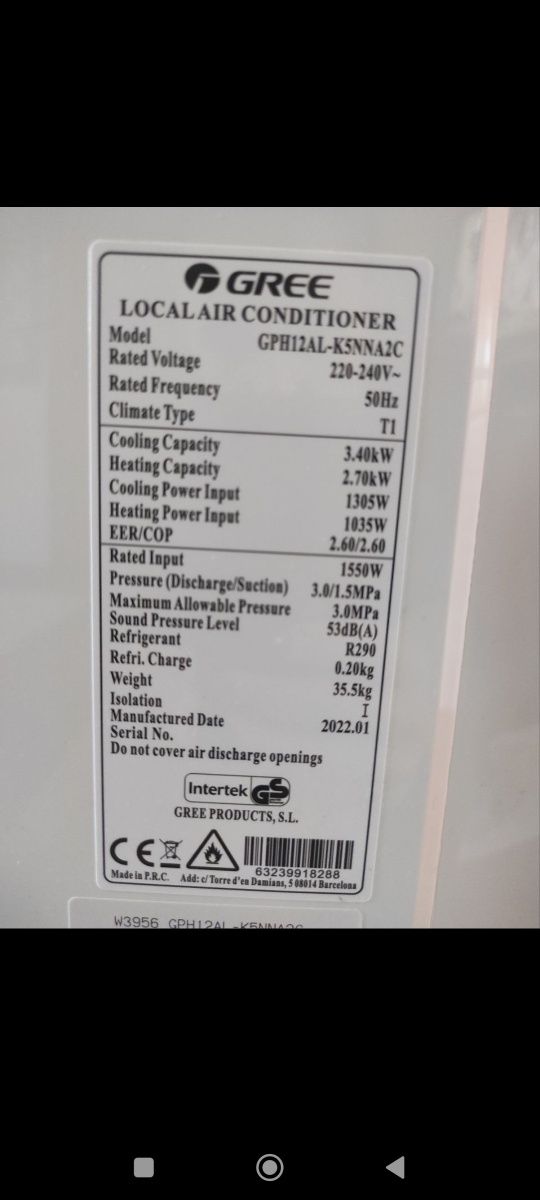 GREE
LOCAL AIR CONDITIONER
Model GPH12AL-K5NNA2C
Rated Voltage 220-240V~
Rated Frequency 50Hz
Climate Type T1
Cooling Capacity 3.40kW
Heating Capacity 2.70kW
Cooling Power Input 1305W
Heating Power Input 1035W
EER/COP 2.60/2.60
Rated Input 1550W
Pressure (Discharge/Suction) 3.0/1.5MPa
Maximum Allowable Pressure 3.0MPa
Sound Pressure Level 53dB(A)
Refrigerant R290
Refri. Charge 0.20kg
Weight 35.5kg
Isolation I
Manufactured Date 2022.01
Serial No.
Do not cover air discharge openings
Intertek GS
GREE PRODUCTS, S.L.
CE
63239918288
Made in P.R.C. Add: c/ Torre d'en Damians, 5 08014 Barcelona
W3956 GPH12AL-K5NNA2C